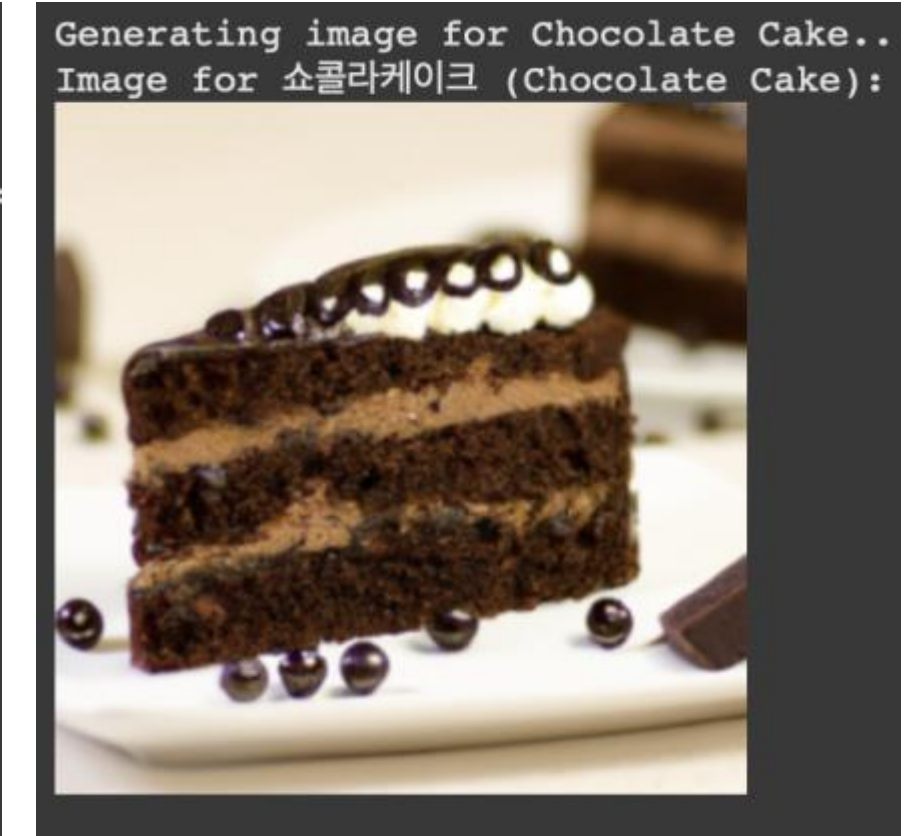 Generating image for Chocolate Cake..
Image for 쇼콜라케이크 (Chocolate Cake):